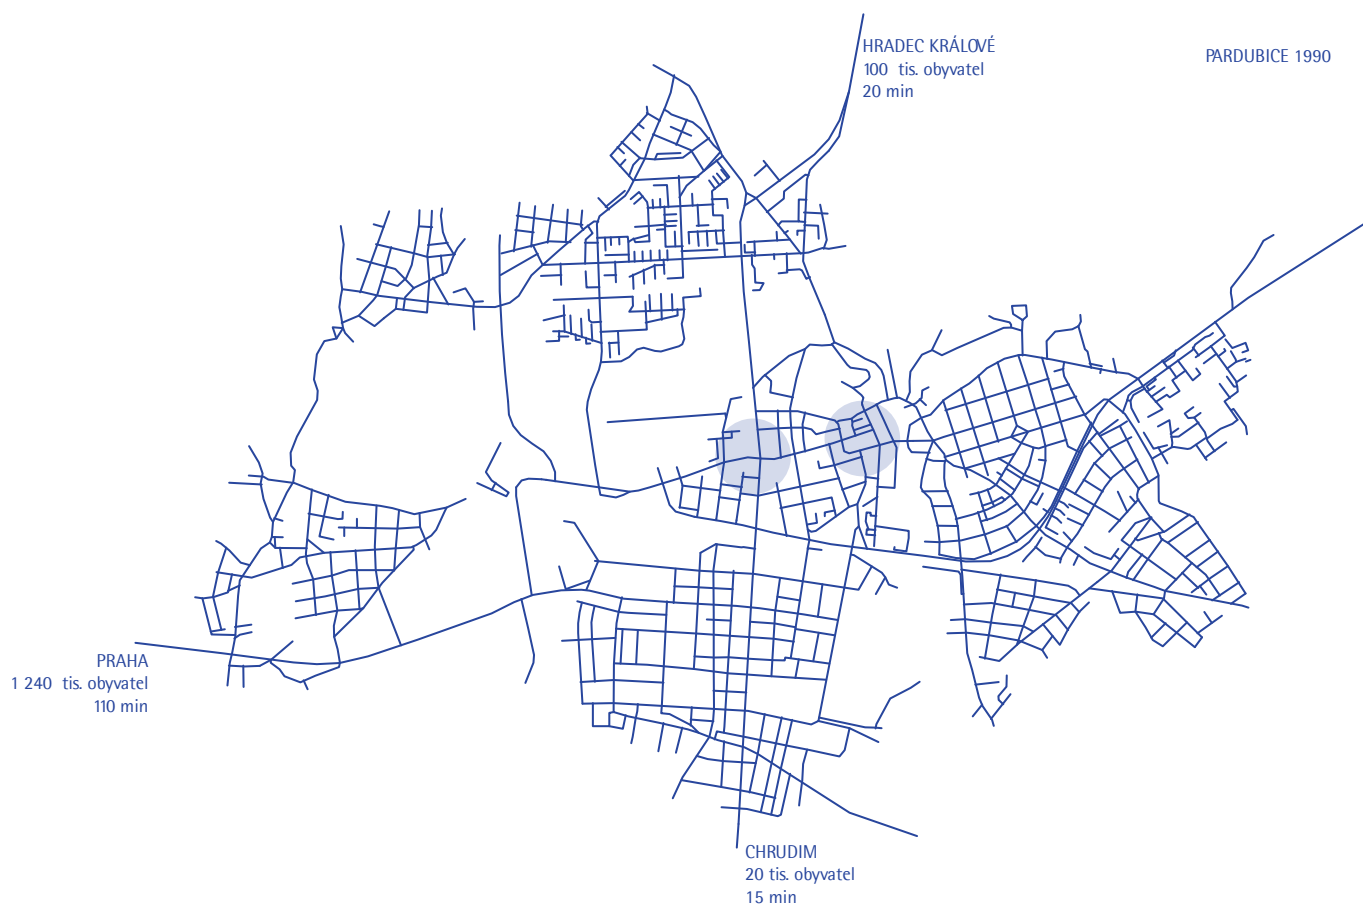 HRADEC KRÁLOVÉ
100 tis. obyvatel
20 min
PARDUBICE 1990
PRAHA
1 240 tis. obyvatel
110 min
CHRUDIM
20 tis. obyvatel
15 min